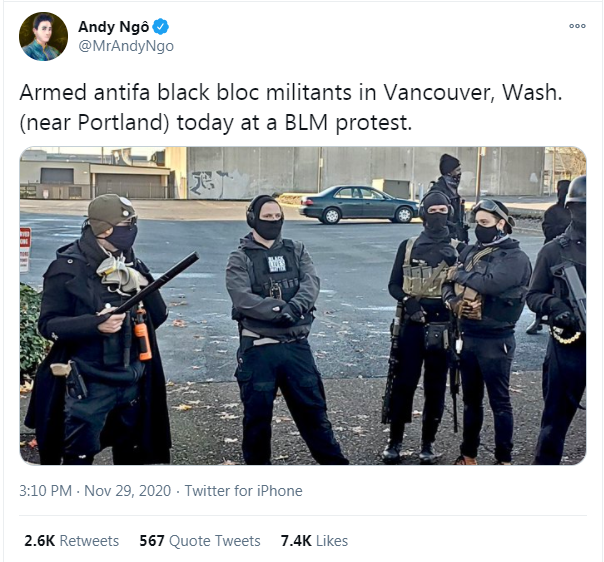 Andy Ngô
@MrAndyNgo
Armed antifa black bloc militants in Vancouver, Wash.
(near Portland) today at a BLM protest.
BLACK
LIVES
MATTER
3:10 PM · Nov 29, 2020 · Twitter for iPhone
2.6K Retweets 567 Quote Tweets 7.4K Likes